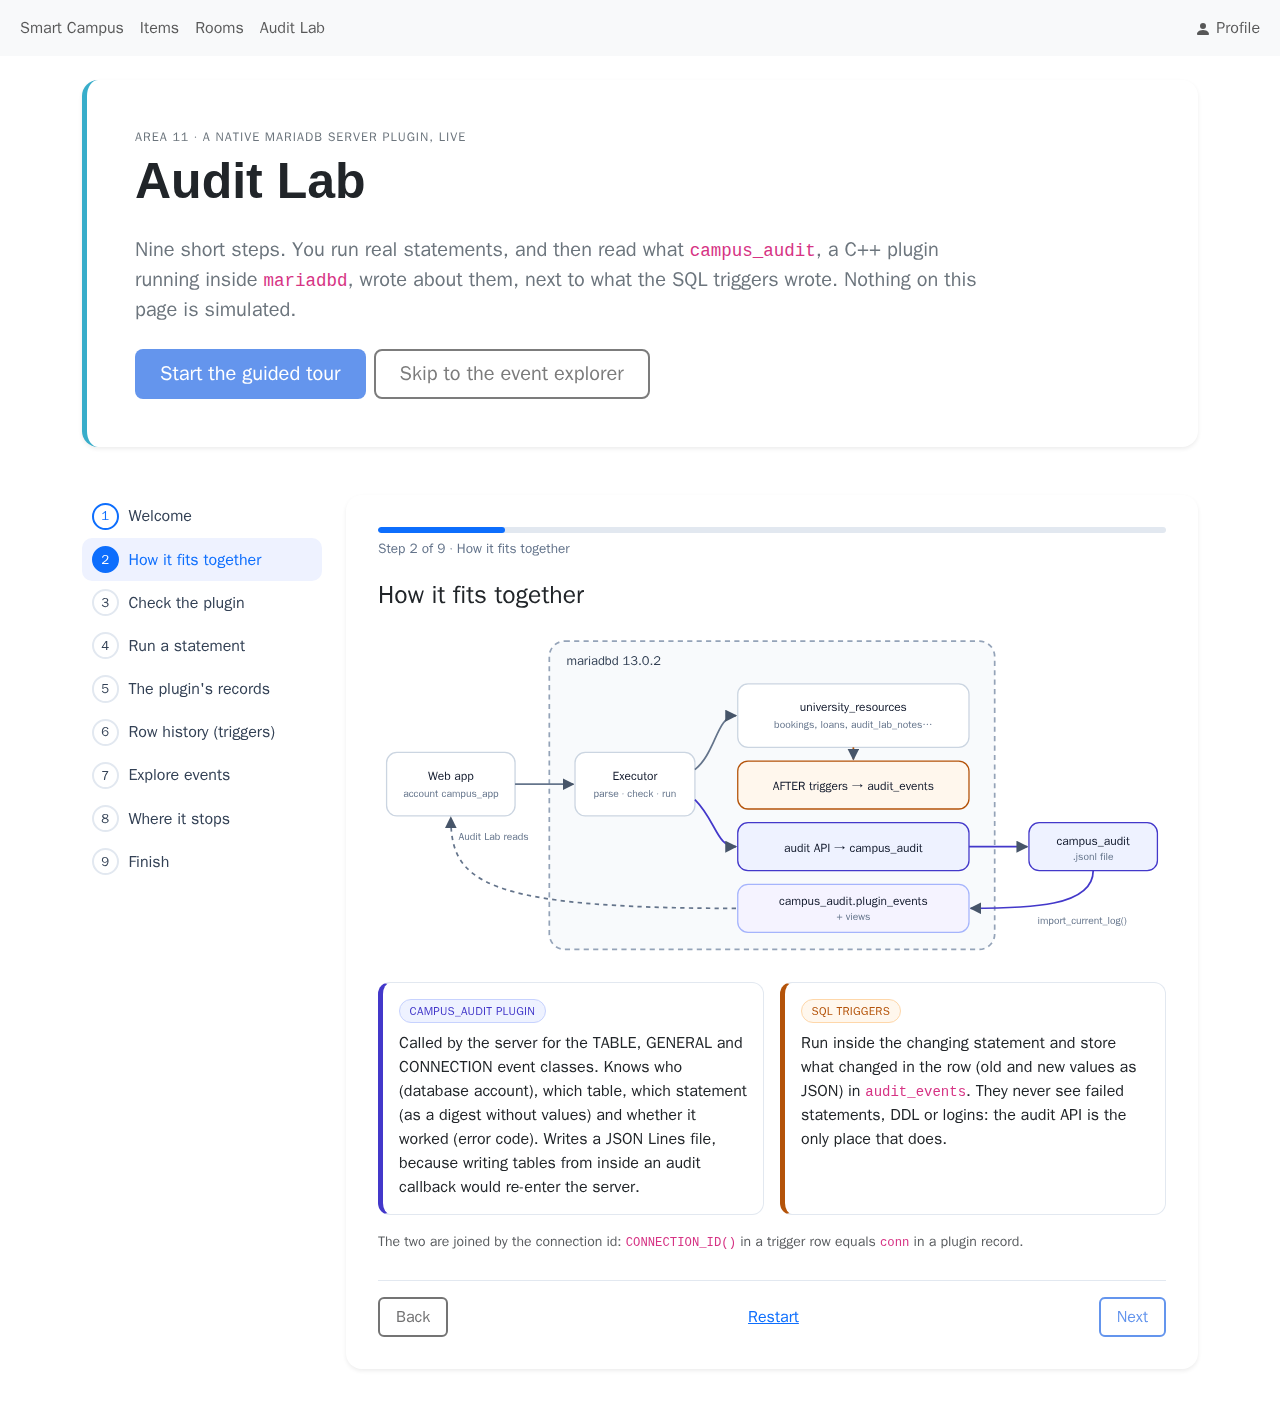 Smart Campus Items Rooms Audit Lab Profile
AREA 11 · A NATIVE MARIADB SERVER PLUGIN, LIVE
Audit Lab
Nine short steps. You run real statements, and then read what campus_audit, a C++ plugin
running inside mariadbd, wrote about them, next to what the SQL triggers wrote. Nothing on this
page is simulated.
Start the guided tour Skip to the event explorer
1 Welcome
2 How it fits together
3 Check the plugin
4 Run a statement
5 The plugin's records
6 Row history (triggers)
7 Explore events
8 Where it stops
9 Finish
Step 2 of 9 · How it fits together
How it fits together
mariadbd 13.0.2
university_resources
bookings, loans, audit_lab_notes…
Web app
account campus_app
Executor
parse · check · run
AFTER triggers → audit_events
Audit Lab reads
audit API → campus_audit
campus_audit
.jsonl file
campus_audit.plugin_events
+ views
import_current_log()
CAMPUS_AUDIT PLUGIN
Called by the server for the TABLE, GENERAL and
CONNECTION event classes. Knows who
(database account), which table, which statement
(as a digest without values) and whether it
worked (error code). Writes a JSON Lines file,
because writing tables from inside an audit
callback would re-enter the server.
SQL TRIGGERS
Run inside the changing statement and store
what changed in the row (old and new values as
JSON) in audit_events. They never see failed
statements, DDL or logins: the audit API is the
only place that does.
The two are joined by the connection id: CONNECTION_ID() in a trigger row equals conn in a plugin record.
Back Restart Next